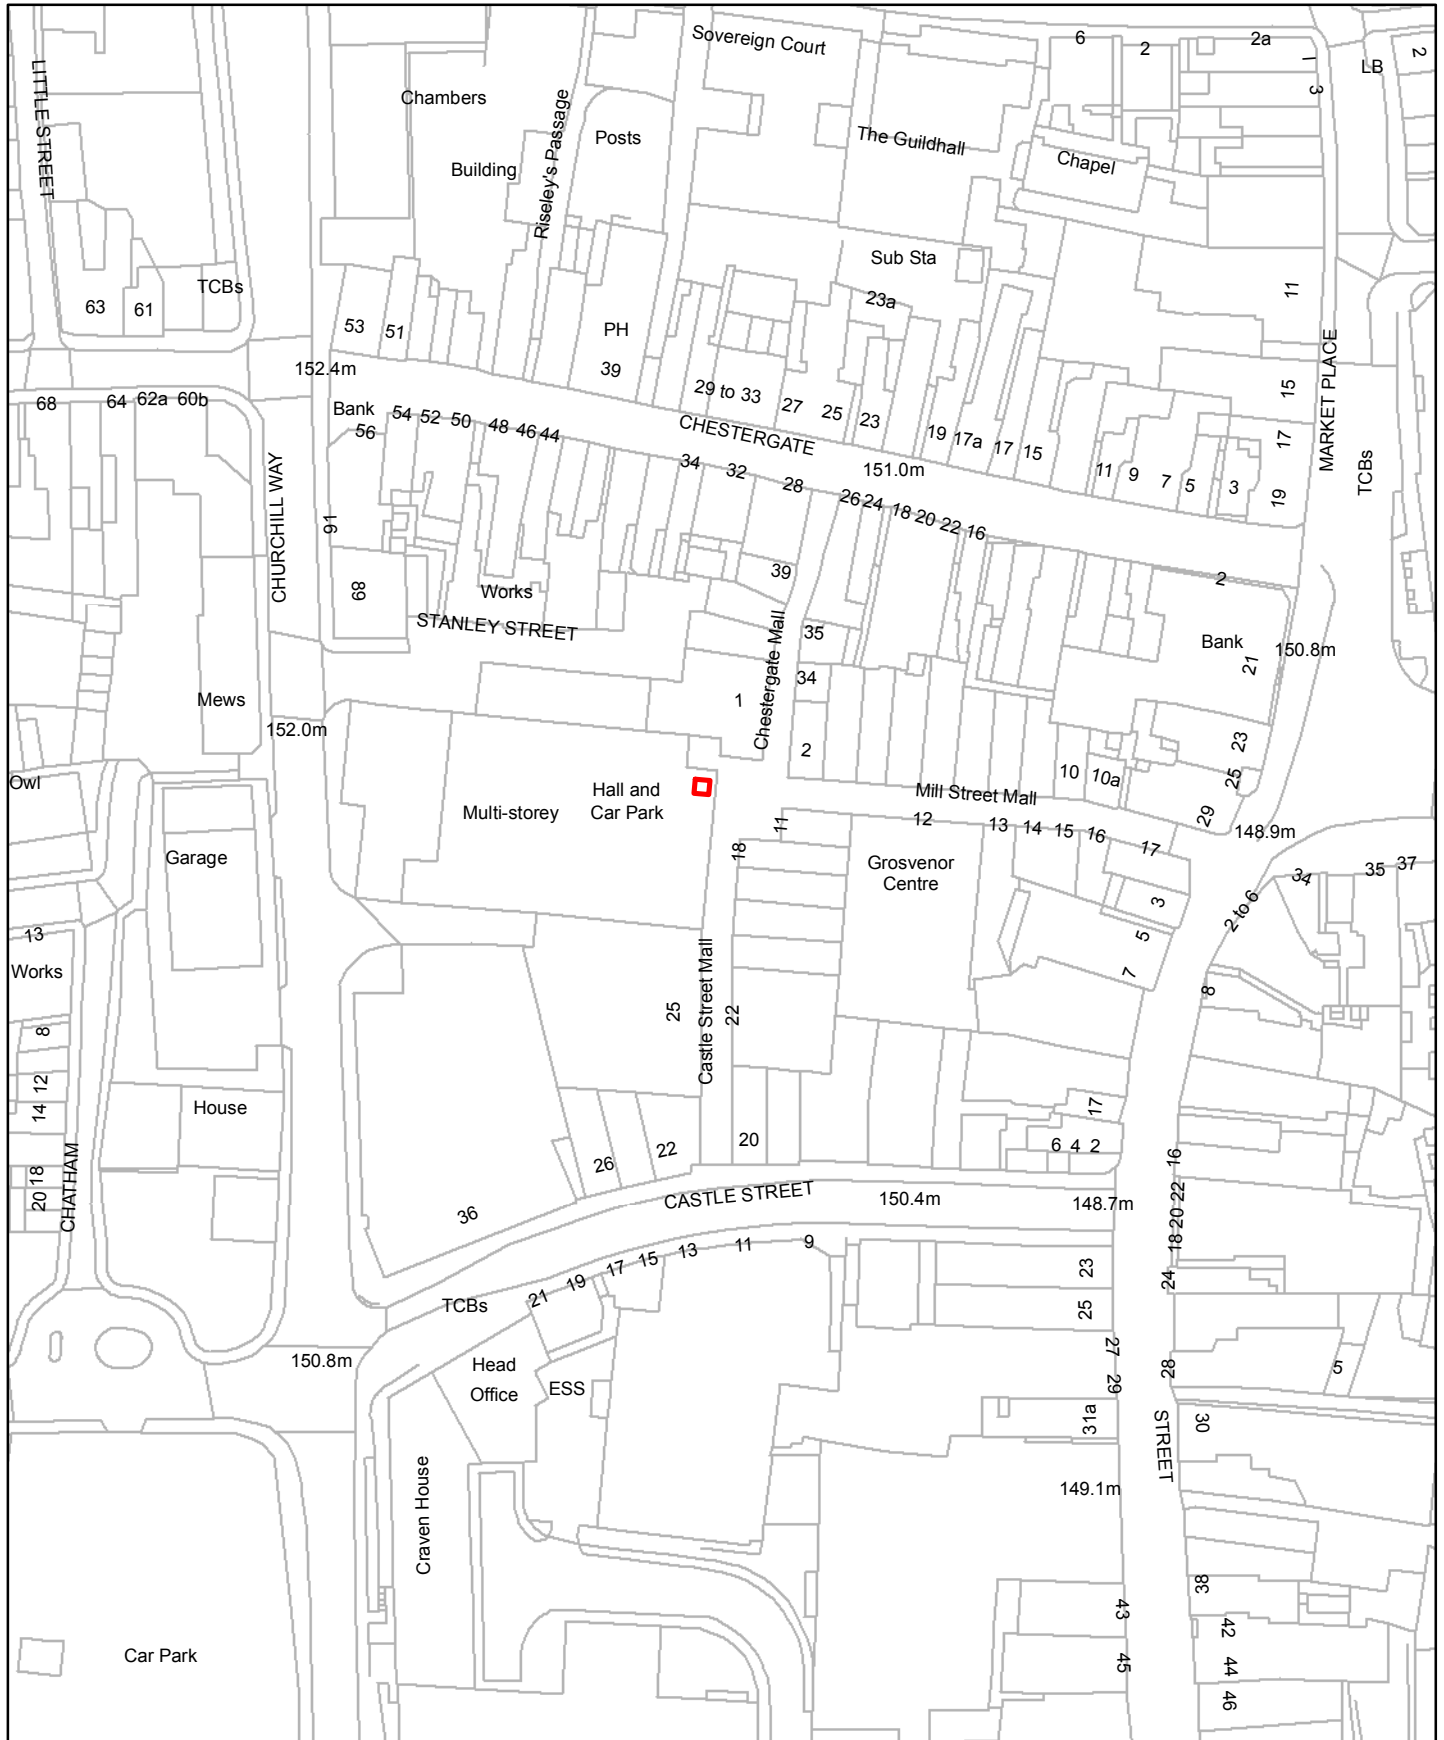 Sovereign Court
6
2
2a
1
3
LB
2
LITTLE STREET
Chambers
Riseley's Passage
Posts
The Guildhall
Chapel
Building
Sub Sta
23a
11
TCBs
63
61
53
51
PH
39
152.4m
MARKET PLACE
15
68
64
62a
60b
Bank
56
54
52
50
48
46
44
29 to 33
27
25
23
CHESTERGATE
19
17a
17
15
11
9
7
5
3
17
19
TCBs
34
32
28
151.0m
26
24
18
20
22
16
CHURCHILL WAY
91
89
39
2
Works
STANLEY STREET
Chestergate Mall
35
34
Bank
21
150.8m
Mews
1
152.0m
2
23
Owl
Hall and
Car Park
Multi-storey
10
10a
25
Mill Street Mall
29
148.9m
11
12
13
14
15
16
17
18
Garage
Grosvenor
Centre
34
35
37
3
2 to 6
13
5
Works
7
8
25
Castle Street Mall
22
8
12
14
House
17
18
20
CHATHAM
26
22
20
6
4
2
16
36
CASTLE STREET
150.4m
148.7m
22
20
18
24
9
11
13
15
17
19
21
TCBs
23
25
150.8m
Head
Office
ESS
27
29
28
5
31a
30
STREET
Craven House
149.1m
38
43
42
44
45
46
Car Park